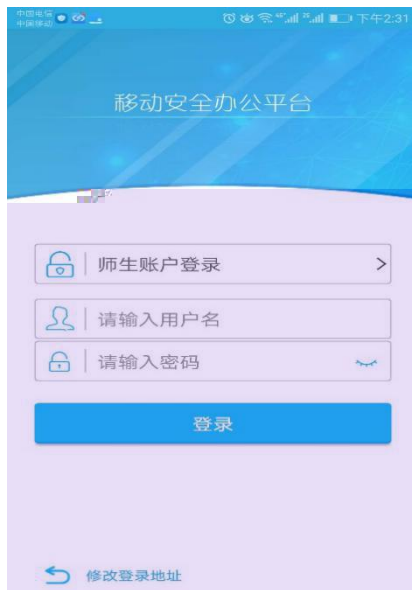 中国电信
中国移动
4G 2G 下午2:31
移动安全办公平台
师生账户登录
请输入用户名
请输入密码
登录
修改登录地址